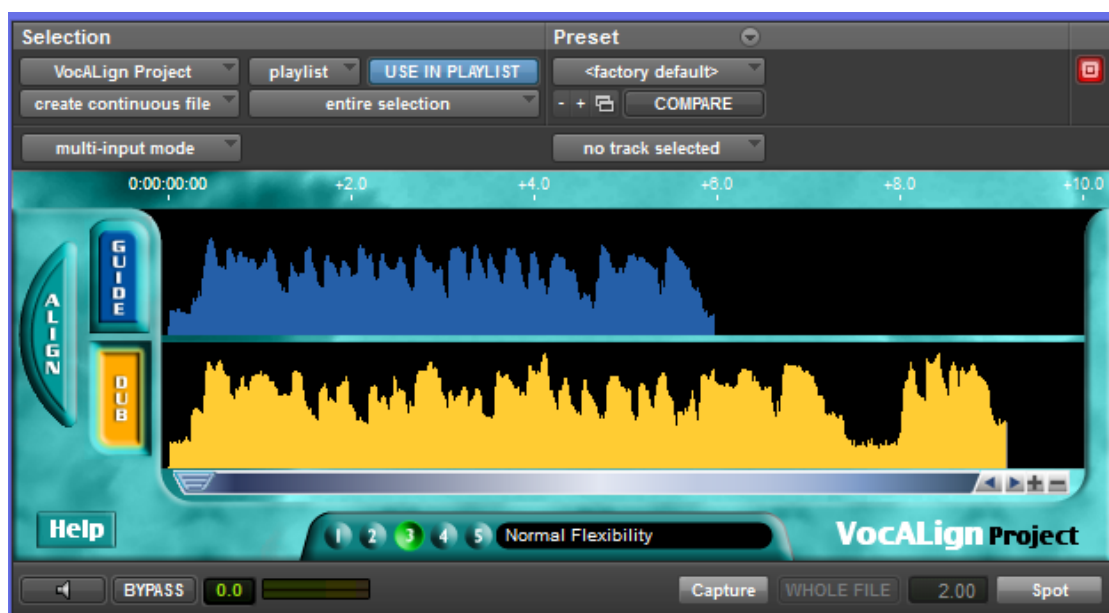 Selection Preset
VocALign Project playlist USE IN PLAYLIST <factory default>
create continuous file entire selection - + COMPARE
multi-input mode no track selected
0:00:00:00 +2.0 +4.0 +6.0 +8.0 +10.0
GUIDE
ALIGN
DUB
Help 1 2 3 4 5 Normal Flexibility VocALign Project
BYPASS 0.0 Capture WHOLE FILE 2.00 Spot